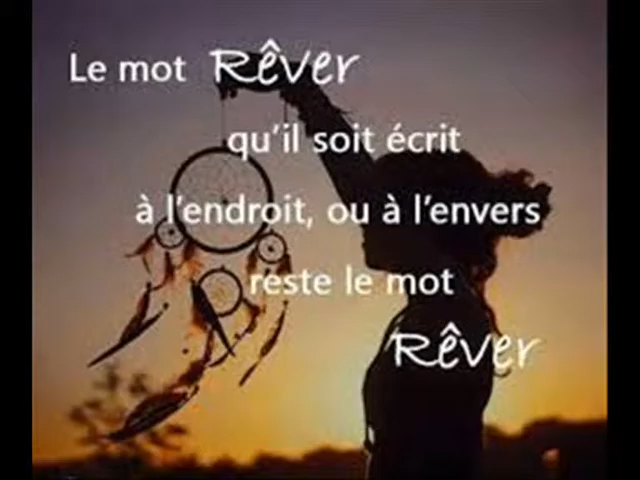 Le mot Rêver
qu'il soit écrit
à l'endroit, ou à l'envers
reste le mot
Rêver